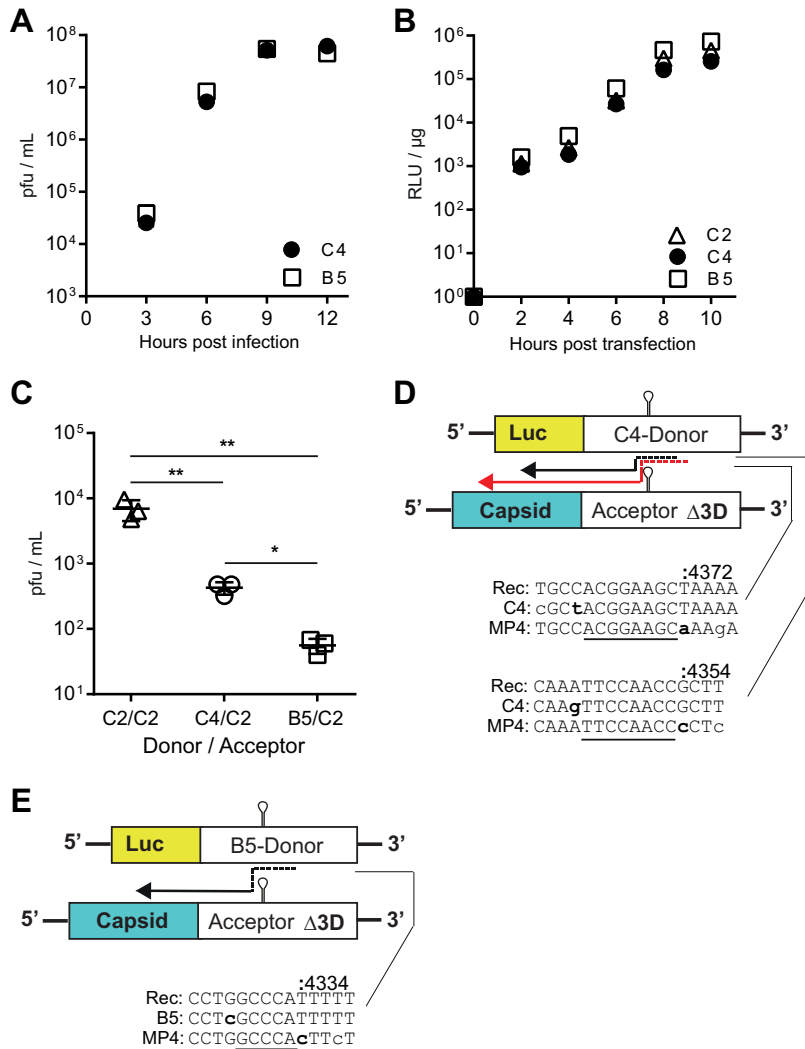 A
pfu / mL
10⁸
10⁷
10⁶
10⁵
10⁴
10³
0 3 6 9 12
Hours post infection
C4
B5
B
RLU / µg
10⁶
10⁵
10⁴
10³
10²
10¹
10⁰
0 2 4 6 8 10
Hours post transfection
C2
C4
B5
C
pfu / mL
10⁵
10⁴
10³
10²
10¹
**
**
*
C2/C2 C4/C2 B5/C2
Donor / Acceptor
D
5’ Luc C4-Donor 3’
5’ Capsid Acceptor Δ3D 3’
:4372
Rec: TGCCACGGAAGCTAAAA
C4: cGCtACGGAAGCTAAAA
MP4: TGCCACGGAAGCaAAgA
:4354
Rec: CAAATTCCAACCGCTT
C4: CAAgTTCCAACCGCTT
MP4: CAAATTCCAACCcCTc
E
5’ Luc B5-Donor 3’
5’ Capsid Acceptor Δ3D 3’
:4334
Rec: CCTGGCCCATTTTT
B5: CCTcGCCCATTTTT
MP4: CCTGGCCCAcTTcT